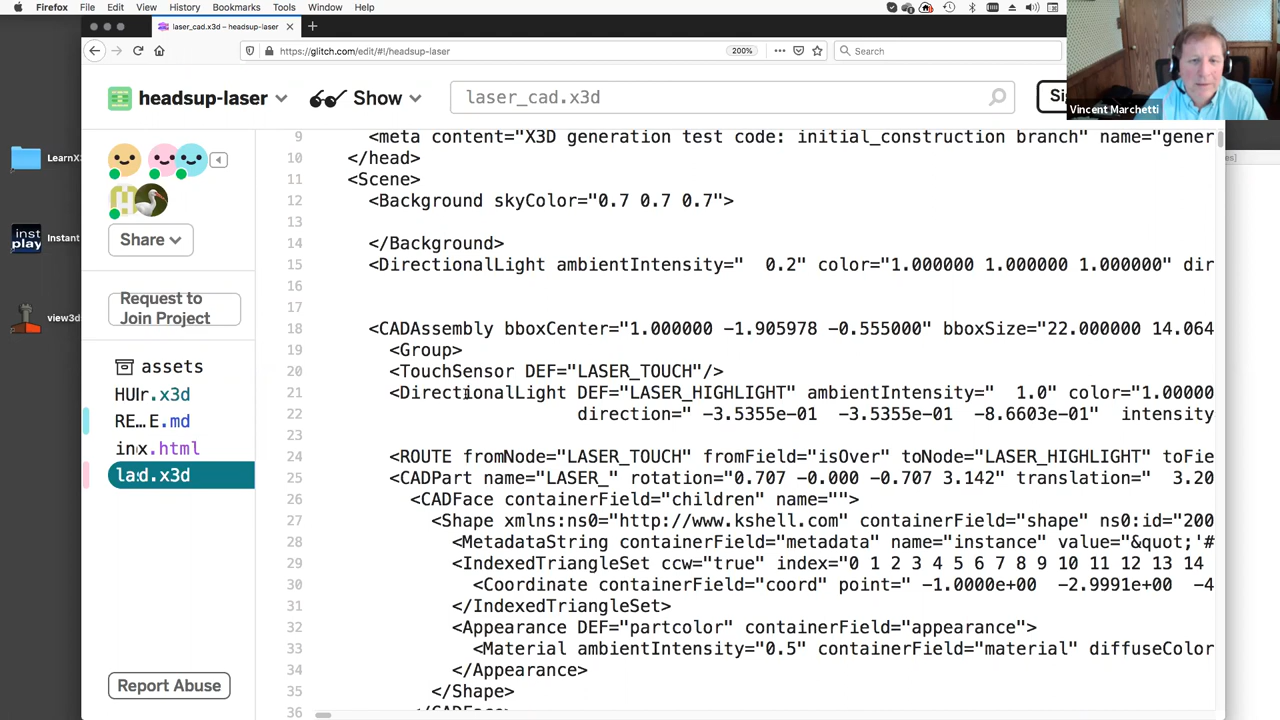 Firefox File Edit View History Bookmarks Tools Window Help
laser_cad.x3d – headsup-laser
https://glitch.com/edit/#!/headsup-laser
200%
Search
headsup-laser
Show
laser_cad.x3d
Vincent Marchetti
LearnX
inst play
Instant
view3d
Share
Request to Join Project
assets
.x3d
RE…E.md
.html
.x3d
Report Abuse
9 <meta content="X3D generation test code: initial_construction branch" name="gener
10 </head>
11 <Scene>
12 <Background skyColor="0.7 0.7 0.7">
13
14 </Background>
15 <DirectionalLight ambientIntensity=" 0.2" color="1.000000 1.000000 1.000000" dir
16
17
18 <CADAssembly bboxCenter="1.000000 -1.905978 -0.555000" bboxSize="22.000000 14.064
19 <Group>
20 <TouchSensor DEF="LASER_TOUCH"/>
21 <DirectionalLight DEF="LASER_HIGHLIGHT" ambientIntensity=" 1.0" color="1.00000
22 direction=" -3.5355e-01 -3.5355e-01 -8.6603e-01" intensity
23
24 <ROUTE fromNode="LASER_TOUCH" fromField="isOver" toNode="LASER_HIGHLIGHT" toFie
25 <CADPart name="LASER_" rotation="0.707 -0.000 -0.707 3.142" translation=" 3.20
26 <CADFace containerField="children" name="">
27 <Shape xmlns:ns0="http://www.kshell.com" containerField="shape" ns0:id="200
28 <MetadataString containerField="metadata" name="instance" value="&quot;'#
29 <IndexedTriangleSet ccw="true" index="0 1 2 3 4 5 6 7 8 9 10 11 12 13 14
30 <Coordinate containerField="coord" point=" -1.0000e+00 -2.9991e+00 -4
31 </IndexedTriangleSet>
32 <Appearance DEF="partcolor" containerField="appearance">
33 <Material ambientIntensity="0.5" containerField="material" diffuseColor
34 </Appearance>
35 </Shape>
36 </CADFace>